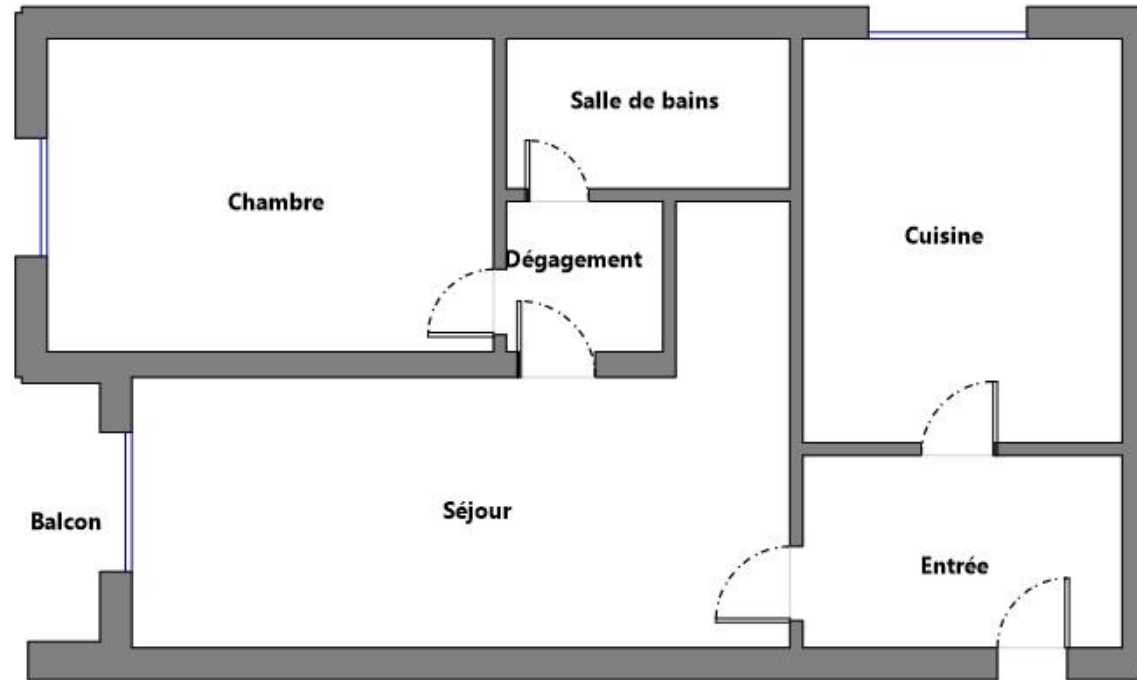 Salle de bains
Chambre
Cuisine
Dégagement
Séjour
Balcon
Entrée